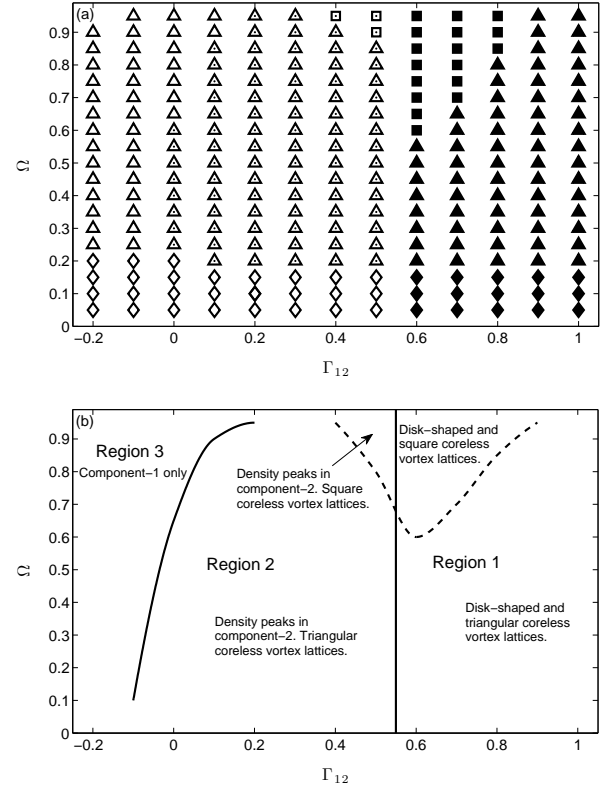 (a)
0.9
0.8
0.7
0.6
0.5
0.4
0.3
0.2
0.1
0
Ω
−0.2 0 0.2 0.4 0.6 0.8 1
Γ12
(b)
0.9
0.8
0.7
0.6
0.5
0.4
0.3
0.2
0.1
0
Ω
Region 3
Component−1 only
Density peaks in
component−2. Square
coreless vortex lattices.
Disk−shaped and
square coreless
vortex lattices.
Region 2
Region 1
Density peaks in
component−2. Triangular
coreless vortex lattices.
Disk−shaped and
triangular coreless
vortex lattices.
−0.2 0 0.2 0.4 0.6 0.8 1
Γ12